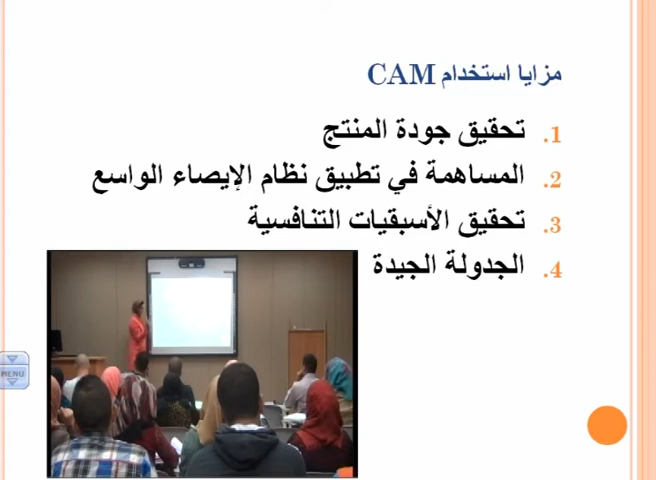 مزايا استخدام CAM
1. تحقيق جودة المنتج
2. المساهمة في تطبيق نظام الإيصاء الواسع
3. تحقيق الأسبقيات التنافسية
4. الجدولة الجيدة
MENU